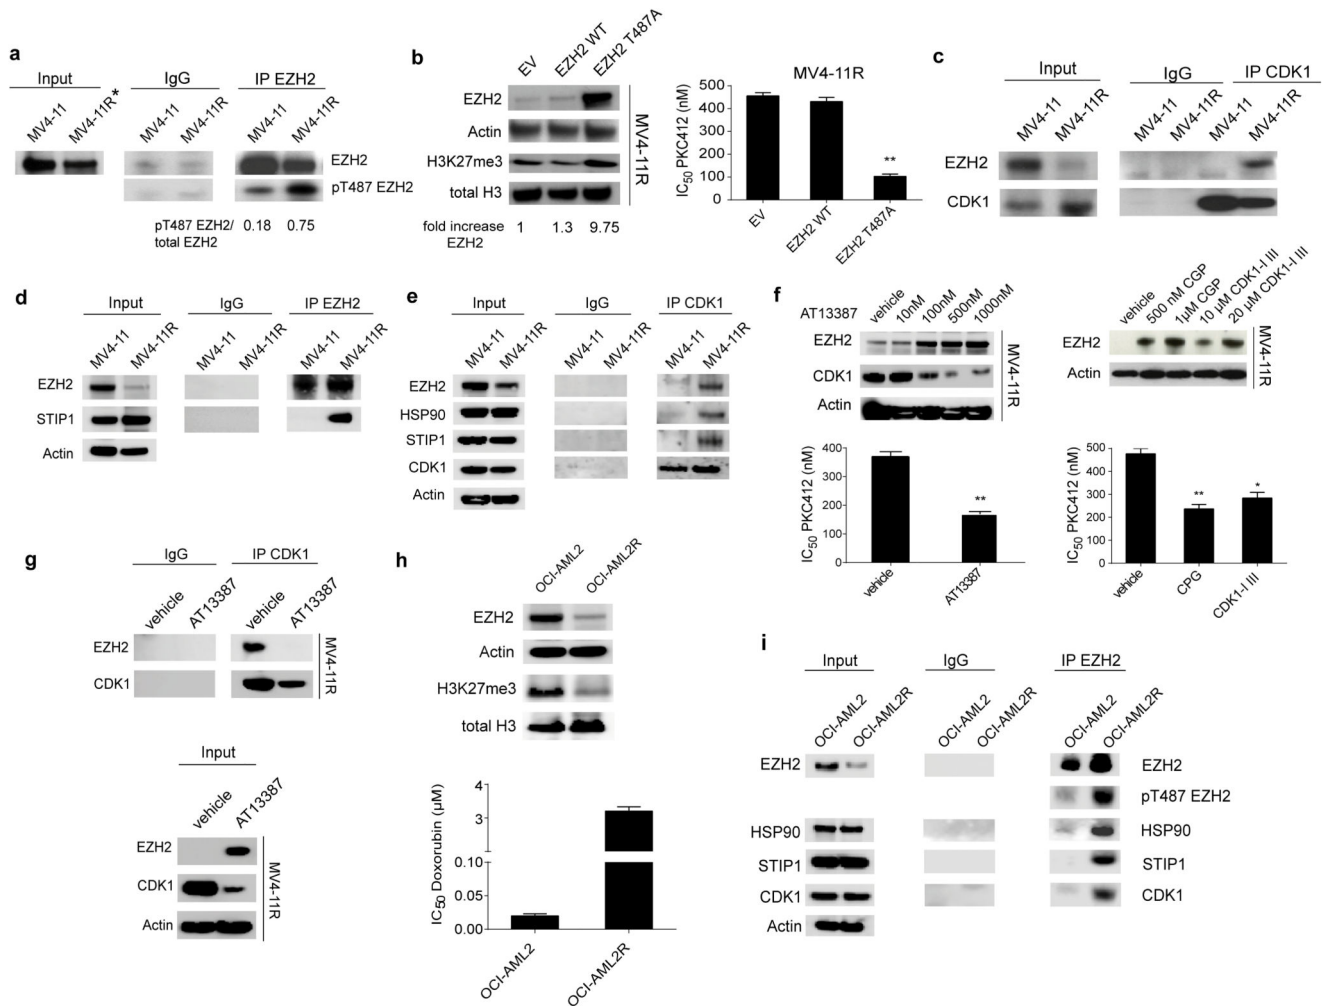 a
Input
IgG
IP EZH2
MV4-11
MV4-11R*
MV4-11
MV4-11R
MV4-11
MV4-11R
EZH2
pT487 EZH2
pT487 EZH2/
total EZH2
0.18
0.75
b
EV
EZH2 WT
EZH2 T487A
EZH2
Actin
H3K27me3
total H3
MV4-11R
fold increase
EZH2
1
1.3
9.75
MV4-11R
IC50 PKC412 (nM)
500
400
300
200
100
0
**
EV
EZH2 WT
EZH2 T487A
c
Input
IgG
IP CDK1
MV4-11
MV4-11R
MV4-11
MV4-11R
MV4-11
MV4-11R
EZH2
CDK1
d
Input
IgG
IP EZH2
MV4-11
MV4-11R
MV4-11
MV4-11R
MV4-11
MV4-11R
EZH2
STIP1
Actin
e
Input
IgG
IP CDK1
MV4-11
MV4-11R
MV4-11
MV4-11R
MV4-11
MV4-11R
EZH2
HSP90
STIP1
CDK1
Actin
f
AT13387
vehicle
10nM
100nM
500nM
1000nM
EZH2
CDK1
Actin
MV4-11R
vehicle
500 nM CGP
1µM CGP
10 µM CDK1-I III
20 µM CDK1-I III
EZH2
Actin
MV4-11R
IC50 PKC412 (nM)
400
300
200
100
0
**
vehicle
AT13387
IC50 PKC412 (nM)
500
400
300
200
100
0
**
*
vehicle
CPG
CDK1-I III
g
IgG
IP CDK1
vehicle
AT13387
vehicle
AT13387
EZH2
CDK1
MV4-11R
Input
vehicle
AT13387
EZH2
CDK1
Actin
MV4-11R
h
OCI-AML2
OCI-AML2R
EZH2
Actin
H3K27me3
total H3
IC50 Doxorubin (µM)
4
3
0.10
0.05
0.00
OCI-AML2
OCI-AML2R
i
Input
IgG
IP EZH2
OCI-AML2
OCI-AML2R
OCI-AML2
OCI-AML2R
OCI-AML2
OCI-AML2R
EZH2
EZH2
pT487 EZH2
HSP90
HSP90
STIP1
STIP1
CDK1
CDK1
Actin